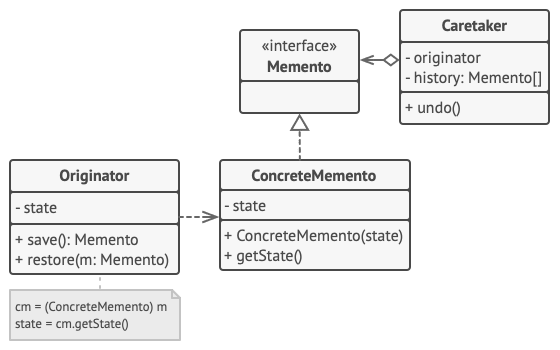 «interface»
Memento
Caretaker
- originator
- history: Memento[]
+ undo()
Originator
- state
+ save(): Memento
+ restore(m: Memento)
ConcreteMemento
- state
+ ConcreteMemento(state)
+ getState()
cm = (ConcreteMemento) m
state = cm.getState()